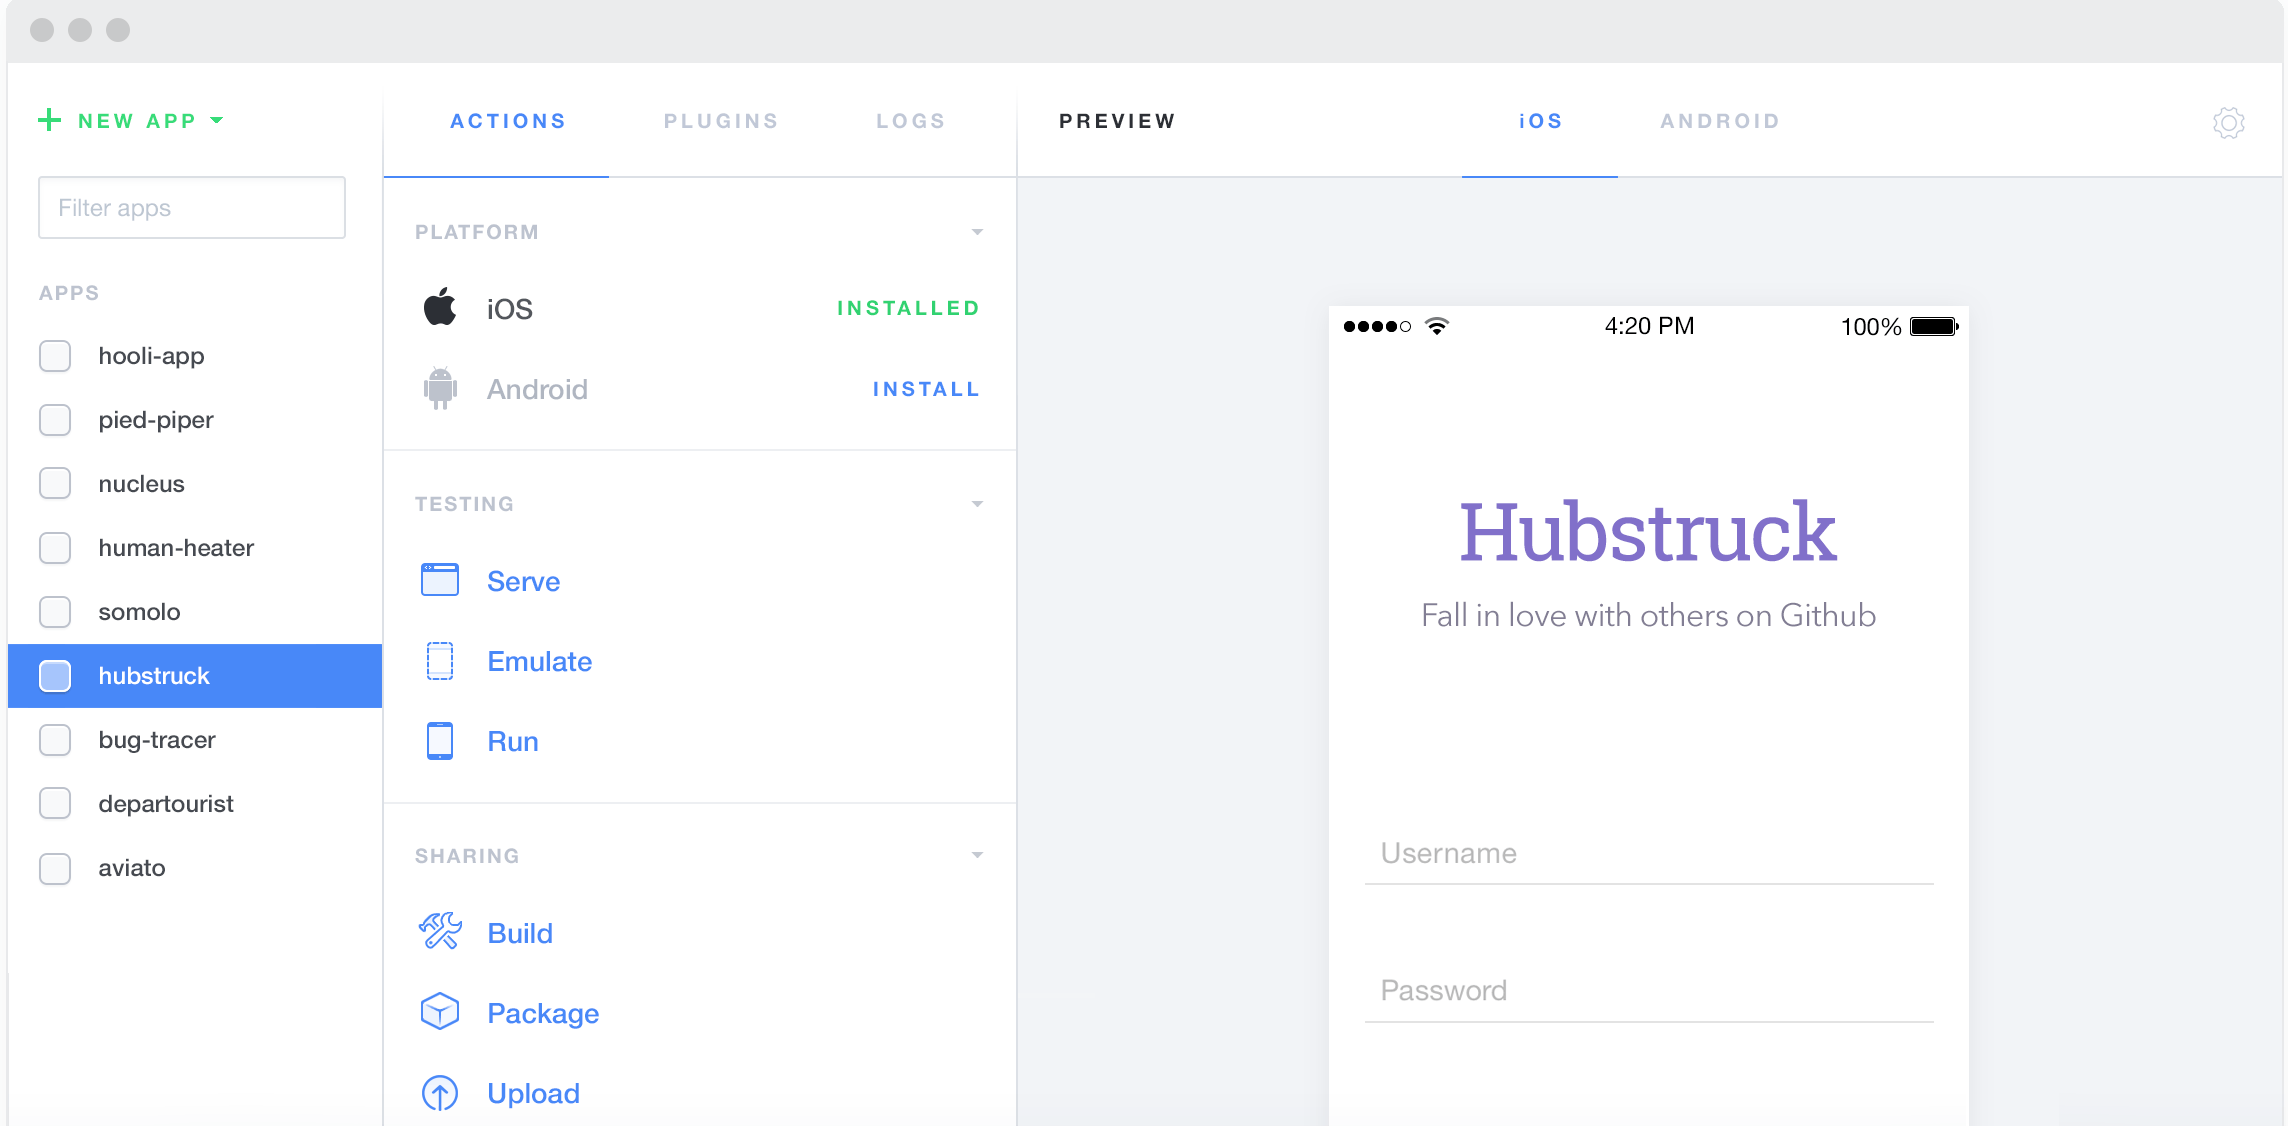 NEW APP
Filter apps
APPS
hooli-app
pied-piper
nucleus
human-heater
somolo
hubstruck
bug-tracer
departourist
aviato
ACTIONS PLUGINS LOGS
PLATFORM
iOS INSTALLED
Android INSTALL
TESTING
Serve
Emulate
Run
SHARING
Build
Package
Upload
PREVIEW iOS ANDROID
4:20 PM 100%
Hubstruck
Fall in love with others on Github
Username
Password